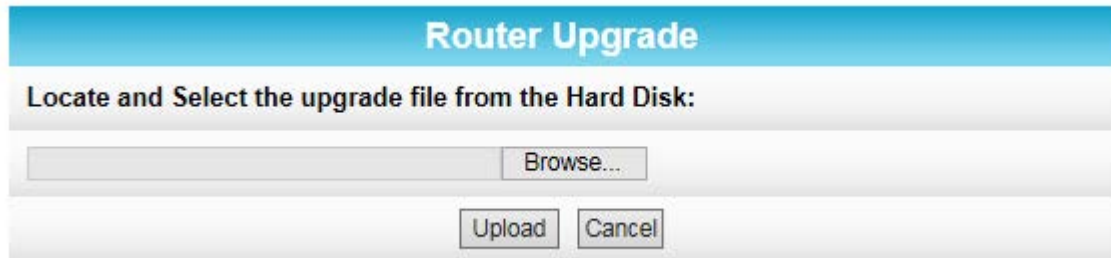 Router Upgrade
Locate and Select the upgrade file from the Hard Disk:
Browse...
Upload Cancel